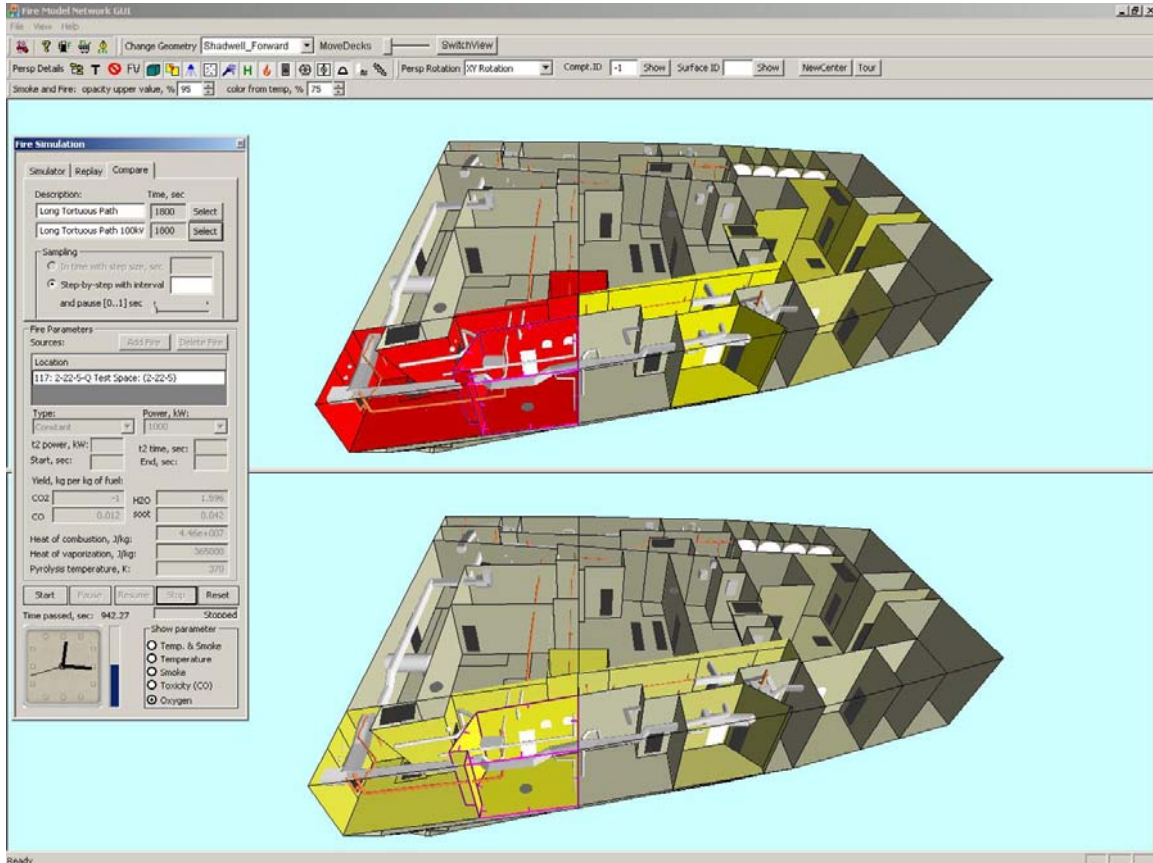 Fire Model Network GUI
File View Help
Change Geometry Shadwell_Forward MoveDecks SwitchView
Persp Details T FV H Persp Rotation XY Rotation Compt.ID -1 Show Surface ID Show NewCenter Tour
Smoke and Fire: opacity upper value, % 95 color from temp, % 75
Fire Simulation
Simulator Replay Compare
Description: Time, sec
Long Tortuous Path 1800 Select
Long Tortuous Path 100kW 1800 Select
Sampling
In time with step size, sec
Step-by-step with interval
and pause [0..1] sec
Fire Parameters
Sources: Add Fire Delete Fire
Location
117: 2-22-5-Q Test Space: (2-22-5)
Type: Power, kW:
Constant 1000
t2 power, kW: t2 time, sec:
Start, sec: End, sec:
Yield, kg per kg of fuel:
CO2 -1 H2O 1.596
CO 0.012 soot 0.042
Heat of combustion, J/kg: 4.46e+007
Heat of vaporization, J/kg: 365000
Pyrolysis temperature, K: 370
Start Pause Resume Stop Reset
Time passed, sec: 942.27 Stopped
Show parameter
Temp. & Smoke
Temperature
Smoke
Toxicity (CO)
Oxygen
Ready